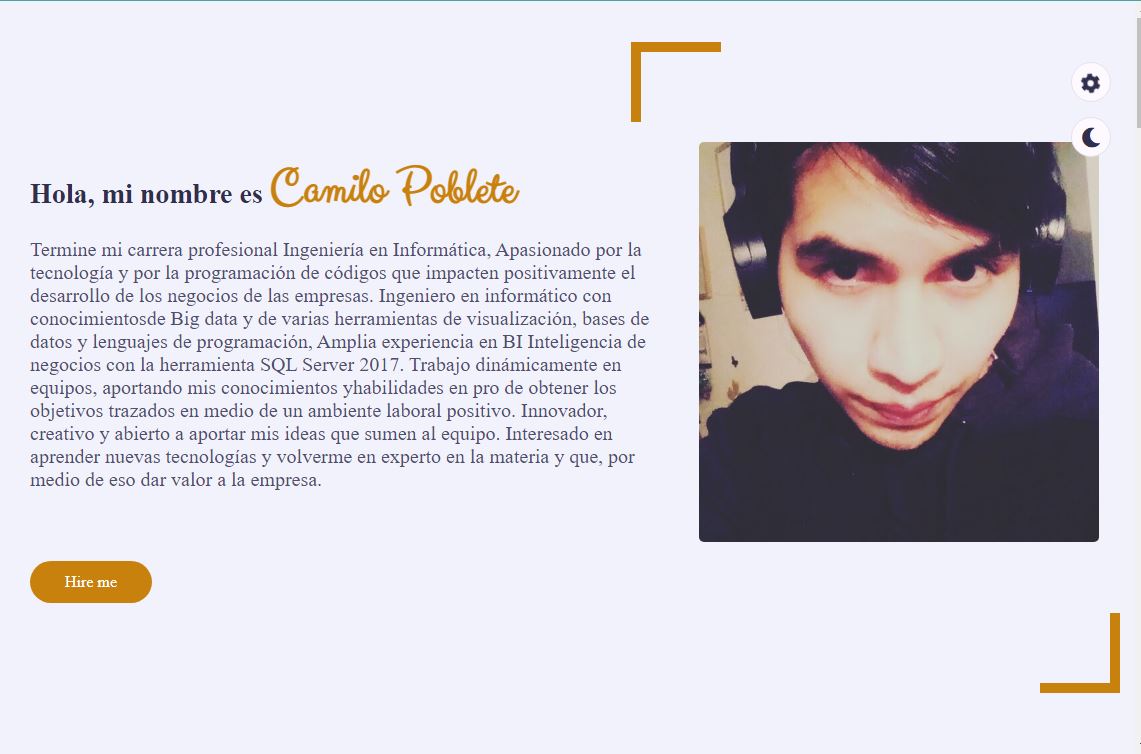 Hola, mi nombre es Camilo Poblete
Termine mi carrera profesional Ingeniería en Informática, Apasionado por la
tecnología y por la programación de códigos que impacten positivamente el
desarrollo de los negocios de las empresas. Ingeniero en informático con
conocimientosde Big data y de varias herramientas de visualización, bases de
datos y lenguajes de programación, Amplia experiencia en BI Inteligencia de
negocios con la herramienta SQL Server 2017. Trabajo dinámicamente en
equipos, aportando mis conocimientos yhabilidades en pro de obtener los
objetivos trazados en medio de un ambiente laboral positivo. Innovador,
creativo y abierto a aportar mis ideas que sumen al equipo. Interesado en
aprender nuevas tecnologías y volverme en experto en la materia y que, por
medio de eso dar valor a la empresa.
Hire me